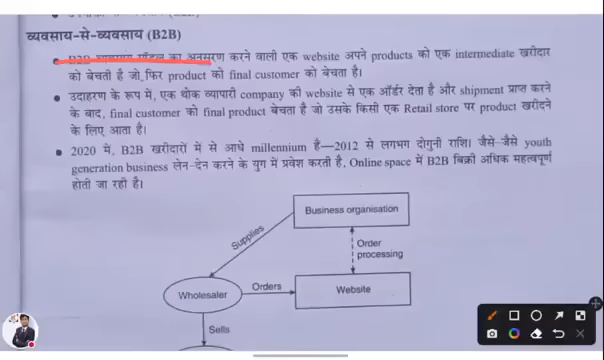 व्यवसाय-से-व्यवसाय (B2B)
• B2B व्यवसाय मॉडल का अनुसरण करने वाली एक website अपने products को एक intermediate खरीदार
को बेचती है जो, फिर product को final customer को बेचता है।
• उदाहरण के रूप में, एक थोक व्यापारी company की website से एक ऑर्डर देता है और shipment प्राप्त करने
के बाद, final customer को final product बेचता है जो उसके किसी एक Retail store पर product खरीदने
के लिए आता है।
• 2020 में, B2B खरीदारों में से आधे millennium है—2012 से लगभग दोगुनी राशि। जैसे-जैसे youth
generation business लेन-देन करने के युग में प्रवेश करती है, Online space में B2B बिक्री अधिक महत्वपूर्ण
होती जा रही है।
Business organisation
Supplies
Order
processing
Wholesaler
Orders
Website
Sells